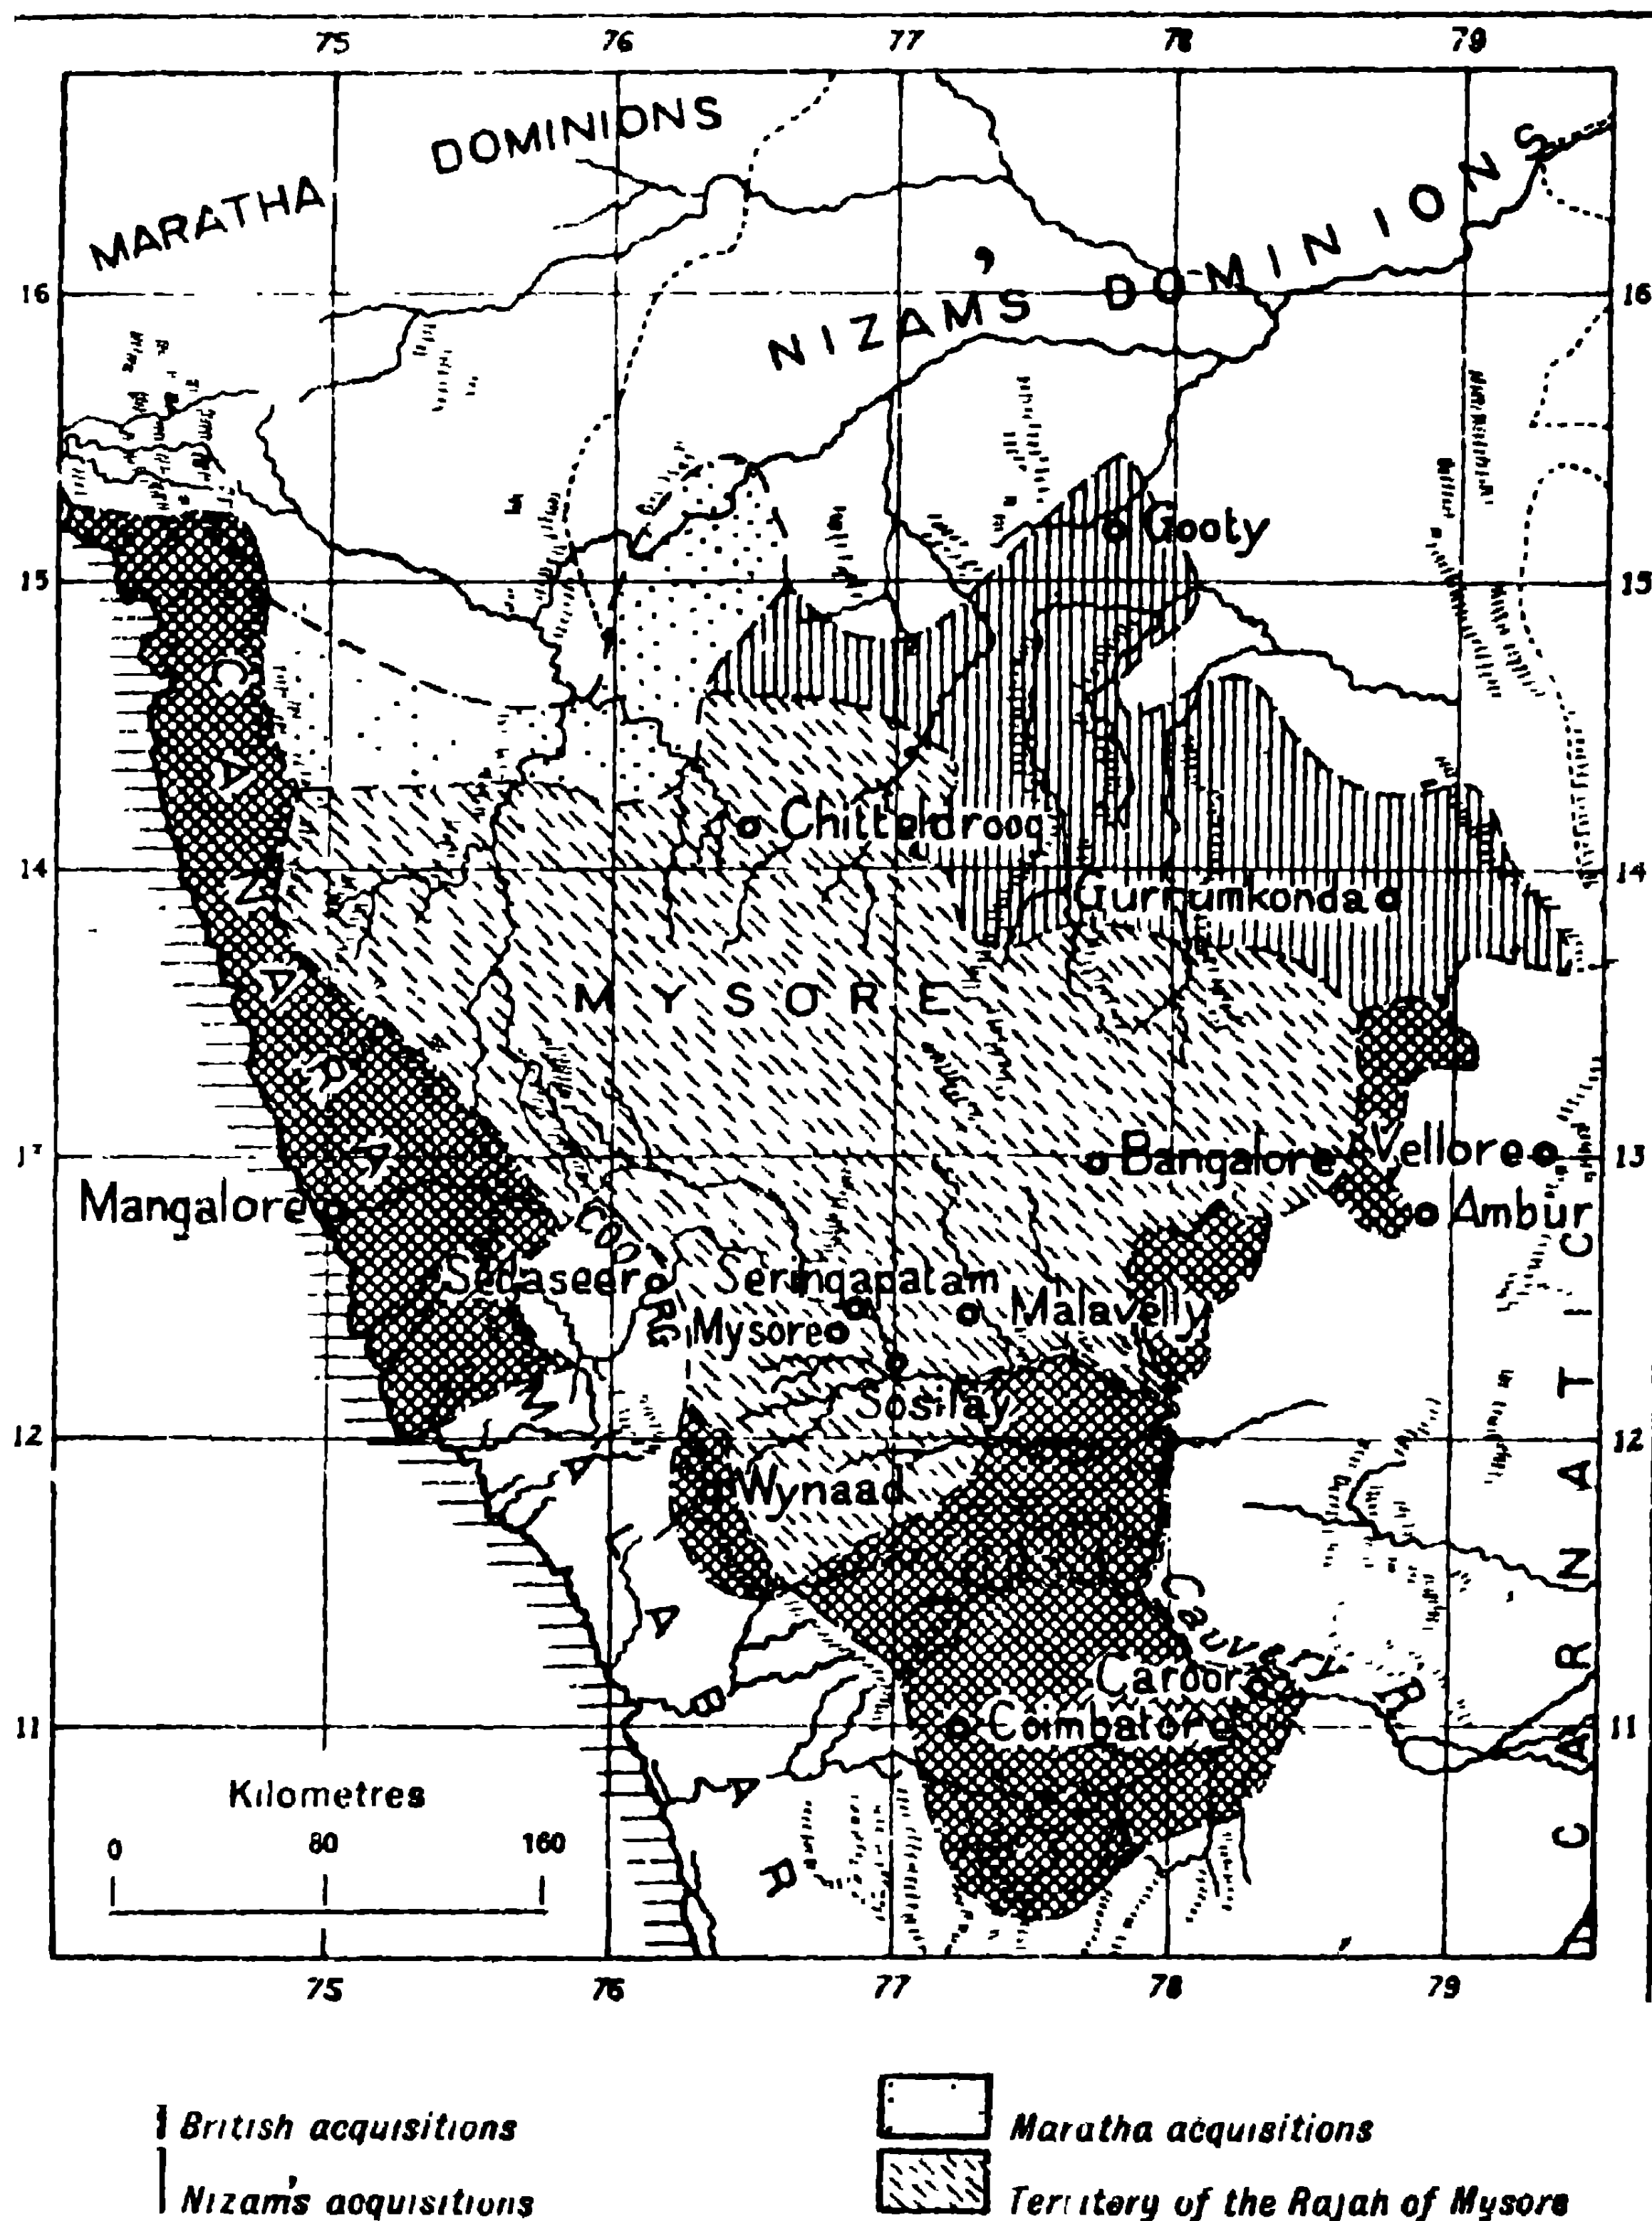 75 76 77 78 79
MARATHA DOMINIONS
NIZAM'S DOMINIONS
16 16
Gooty
15 15
Chitteldroog
14 14
Gurrumkonda
CANARA
MYSORE
13
Bangalore
Vellore
Mangalore
Ambur
COORG
Sedaseer
Seringapatam
Malavelly
Mysore
Sosilay
12 12
Wynaad
MALABAR
CARNATIC
Cauvery R
Caroor
11 11
Coimbatore
Kilometres
0 80 160
75 76 77 78 79
British acquisitions
Maratha acquisitions
Nizam's acquisitions
Territory of the Rajah of Mysore